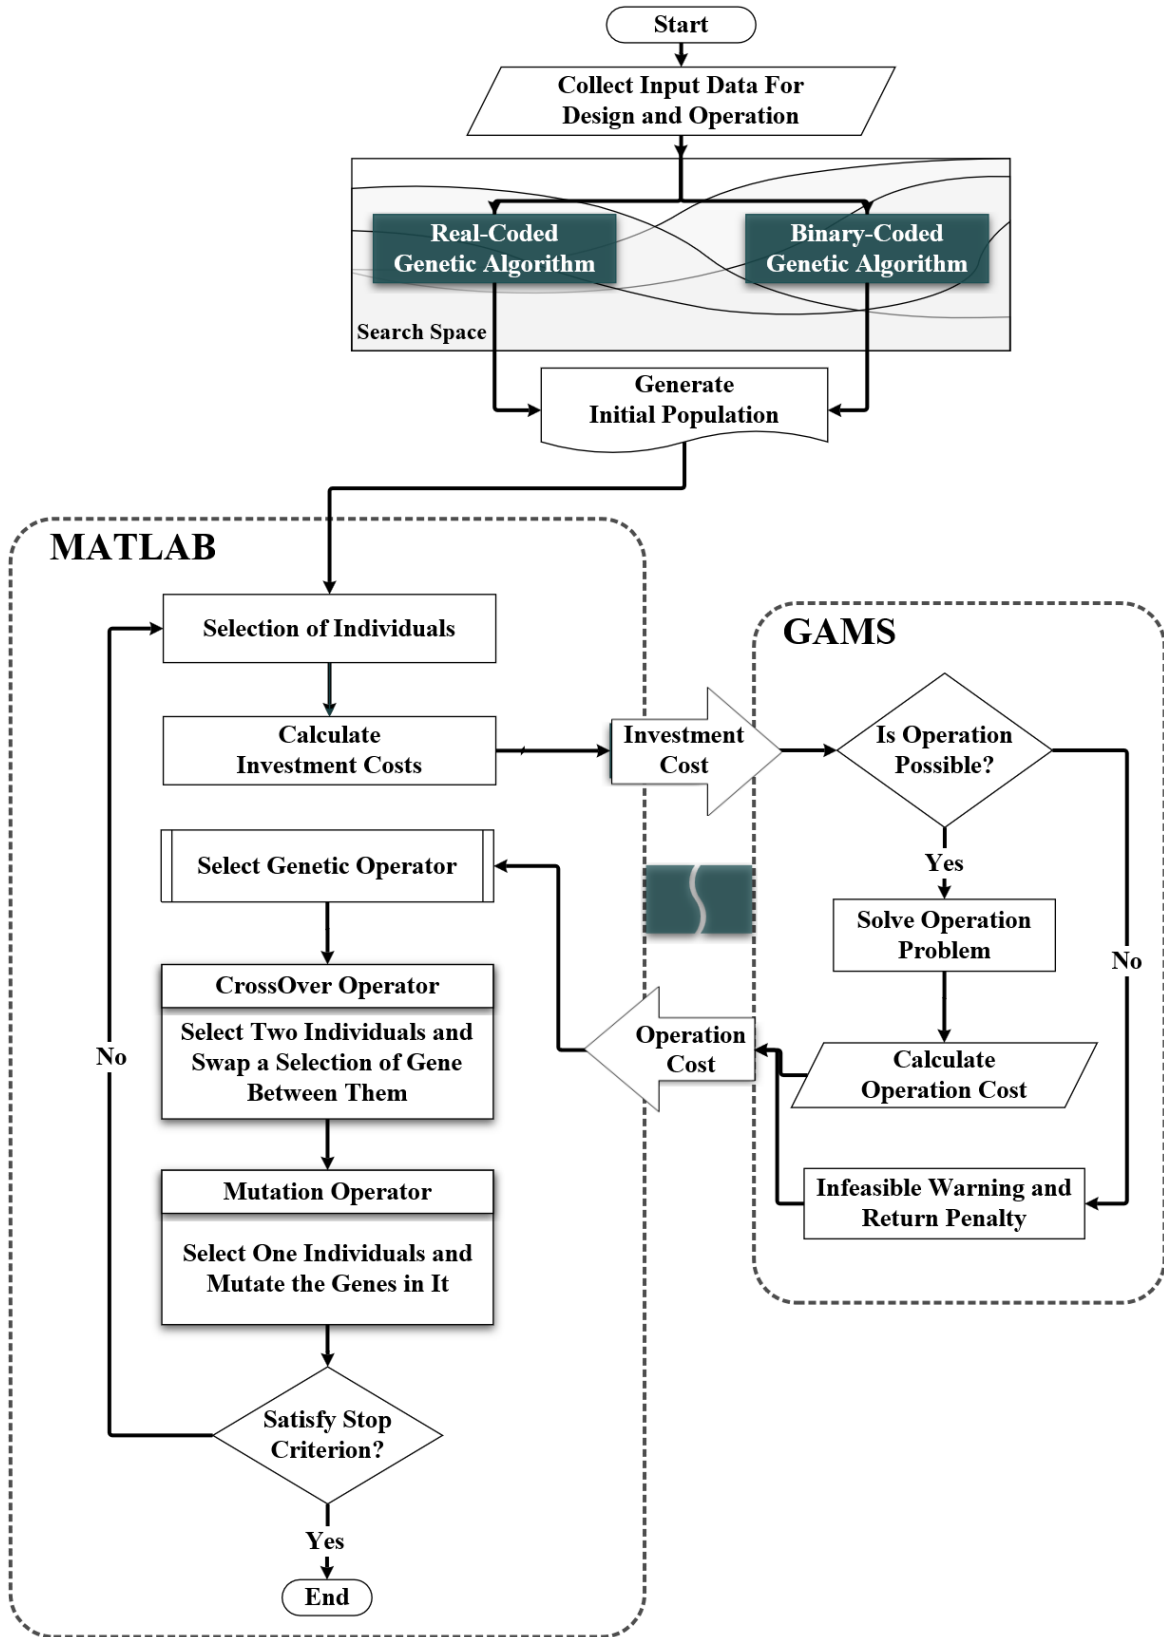 Start
Collect Input Data For
Design and Operation
Real-Coded
Genetic Algorithm
Binary-Coded
Genetic Algorithm
Search Space
Generate
Initial Population
MATLAB
Selection of Individuals
Calculate
Investment Costs
Investment
Cost
GAMS
Is Operation
Possible?
Yes
No
Solve Operation
Problem
Calculate
Operation Cost
Infeasible Warning and
Return Penalty
Operation
Cost
Select Genetic Operator
CrossOver Operator
Select Two Individuals and
Swap a Selection of Gene
Between Them
Mutation Operator
Select One Individuals and
Mutate the Genes in It
Satisfy Stop
Criterion?
No
Yes
End